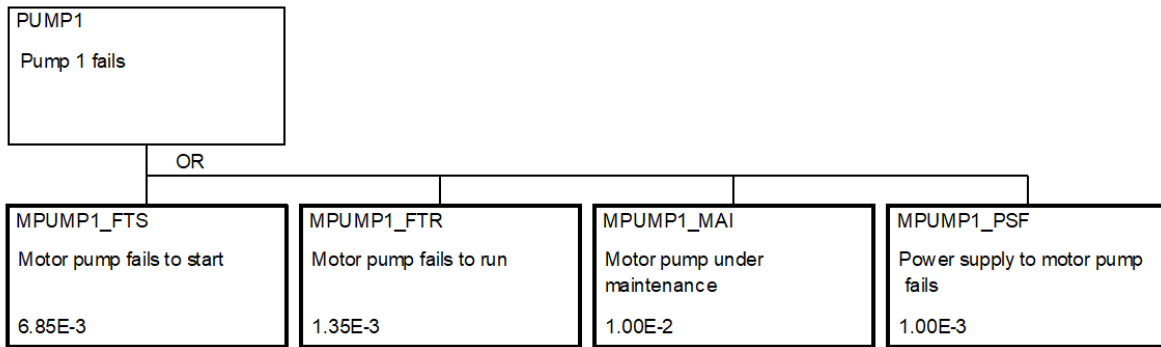 PUMP1
Pump 1 fails
OR
MPUMP1_FTS
Motor pump fails to start
6.85E-3
MPUMP1_FTR
Motor pump fails to run
1.35E-3
MPUMP1_MAI
Motor pump under
maintenance
1.00E-2
MPUMP1_PSF
Power supply to motor pump
fails
1.00E-3